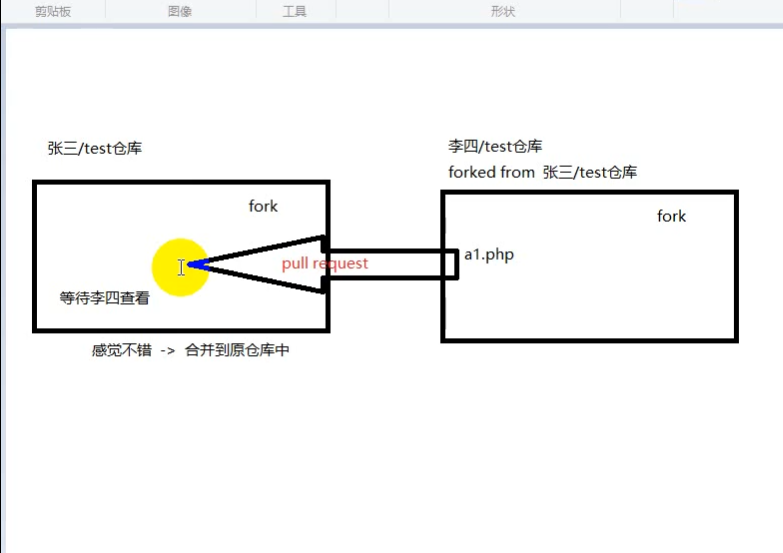 剪贴板
图像
工具
形状
张三/test仓库
fork
等待李四查看
感觉不错 -> 合并到原仓库中
pull request
李四/test仓库
forked from 张三/test仓库
fork
a1.php